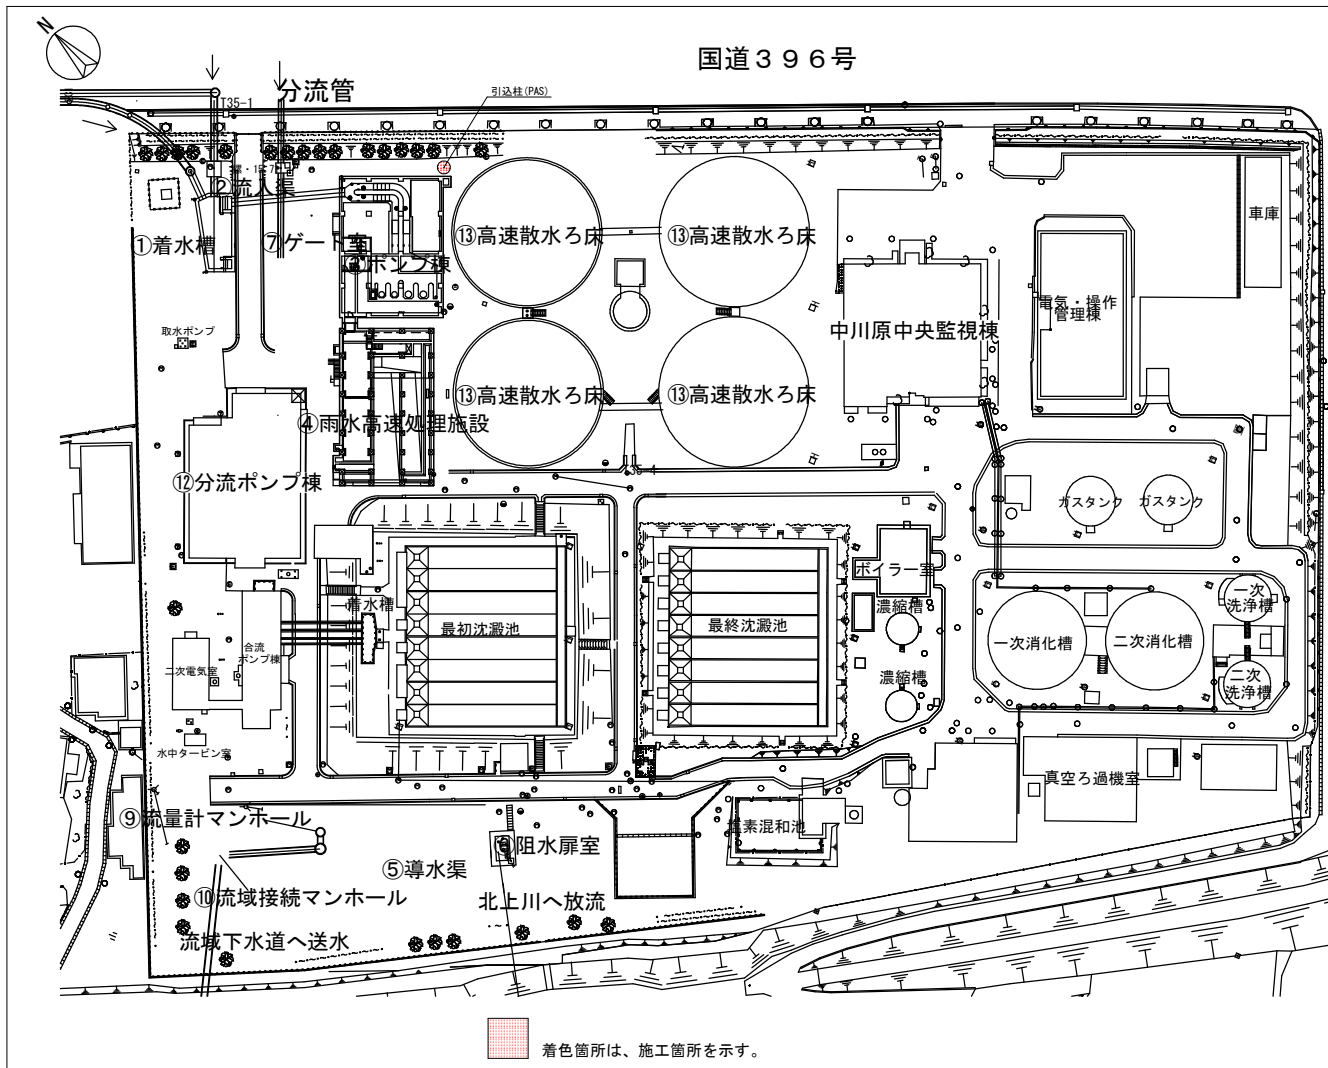 N
国道３９６号
分流管
引込柱(PAS)
T35-1
②流入渠
①着水槽
⑦ゲート室
③ポンプ棟
⑬高速散水ろ床
⑬高速散水ろ床
車庫
電気・操作
管理棟
中川原中央監視棟
取水ポンプ
⑬高速散水ろ床
⑬高速散水ろ床
④雨水高速処理施設
⑫分流ポンプ棟
ガスタンク
ガスタンク
ボイラー室
着水槽
最初沈澱池
最終沈澱池
濃縮槽
一次
洗浄槽
合流
ポンプ棟
二次電気室
一次消化槽
二次消化槽
濃縮槽
二次
洗浄槽
水中タービン室
真空ろ過機室
⑨流量計マンホール
塩素混和池
阻水扉室
⑤導水渠
⑩流域接続マンホール
北上川へ放流
流域下水道へ送水
着色箇所は、施工箇所を示す。